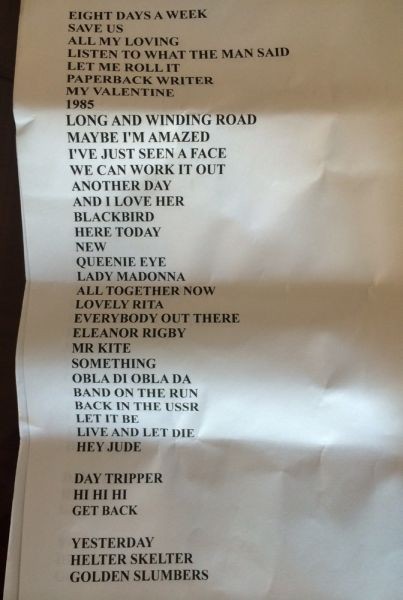 EIGHT DAYS A WEEK
SAVE US
ALL MY LOVING
LISTEN TO WHAT THE MAN SAID
LET ME ROLL IT
PAPERBACK WRITER
MY VALENTINE
1985
LONG AND WINDING ROAD
MAYBE I'M AMAZED
I'VE JUST SEEN A FACE
WE CAN WORK IT OUT
ANOTHER DAY
AND I LOVE HER
BLACKBIRD
HERE TODAY
NEW
QUEENIE EYE
LADY MADONNA
ALL TOGETHER NOW
LOVELY RITA
EVERYBODY OUT THERE
ELEANOR RIGBY
MR KITE
SOMETHING
OBLA DI OBLA DA
BAND ON THE RUN
BACK IN THE USSR
LET IT BE
LIVE AND LET DIE
HEY JUDE
DAY TRIPPER
HI HI HI
GET BACK
YESTERDAY
HELTER SKELTER
GOLDEN SLUMBERS